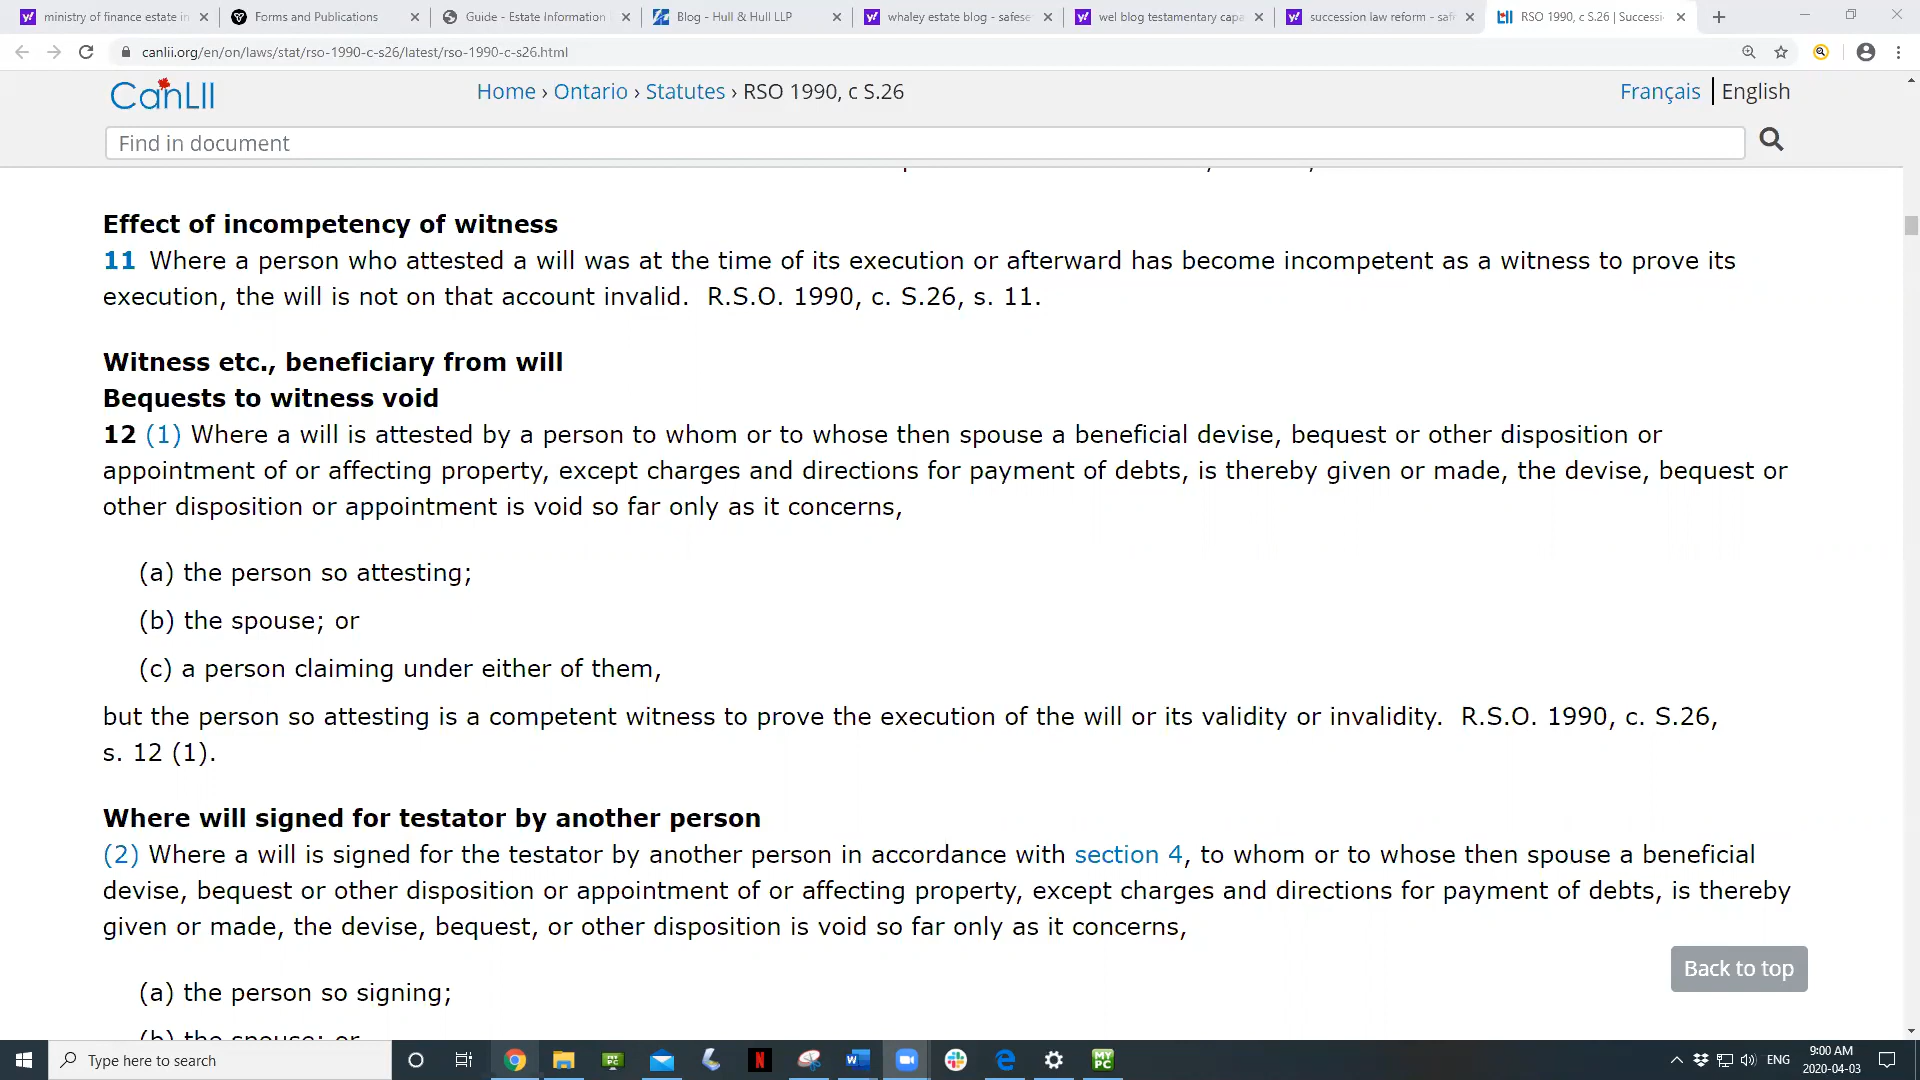 ministry of finance estate in
Forms and Publications
Guide - Estate Information
Blog - Hull & Hull LLP
whaley estate blog - safese
wel blog testamentary capa
succession law reform - safe
RSO 1990, c S.26 | Successi
canlii.org/en/on/laws/stat/rso-1990-c-s26/latest/rso-1990-c-s26.html
CanLII
Home › Ontario › Statutes › RSO 1990, c S.26
Français | English
Find in document
Effect of incompetency of witness
11 Where a person who attested a will was at the time of its execution or afterward has become incompetent as a witness to prove its
execution, the will is not on that account invalid. R.S.O. 1990, c. S.26, s. 11.
Witness etc., beneficiary from will
Bequests to witness void
12 (1) Where a will is attested by a person to whom or to whose then spouse a beneficial devise, bequest or other disposition or
appointment of or affecting property, except charges and directions for payment of debts, is thereby given or made, the devise, bequest or
other disposition or appointment is void so far only as it concerns,
(a) the person so attesting;
(b) the spouse; or
(c) a person claiming under either of them,
but the person so attesting is a competent witness to prove the execution of the will or its validity or invalidity. R.S.O. 1990, c. S.26,
s. 12 (1).
Where will signed for testator by another person
(2) Where a will is signed for the testator by another person in accordance with section 4, to whom or to whose then spouse a beneficial
devise, bequest or other disposition or appointment of or affecting property, except charges and directions for payment of debts, is thereby
given or made, the devise, bequest, or other disposition is void so far only as it concerns,
Back to top
(a) the person so signing;
(b) the spouse; or
Type here to search
ENG
9:00 AM
2020-04-03